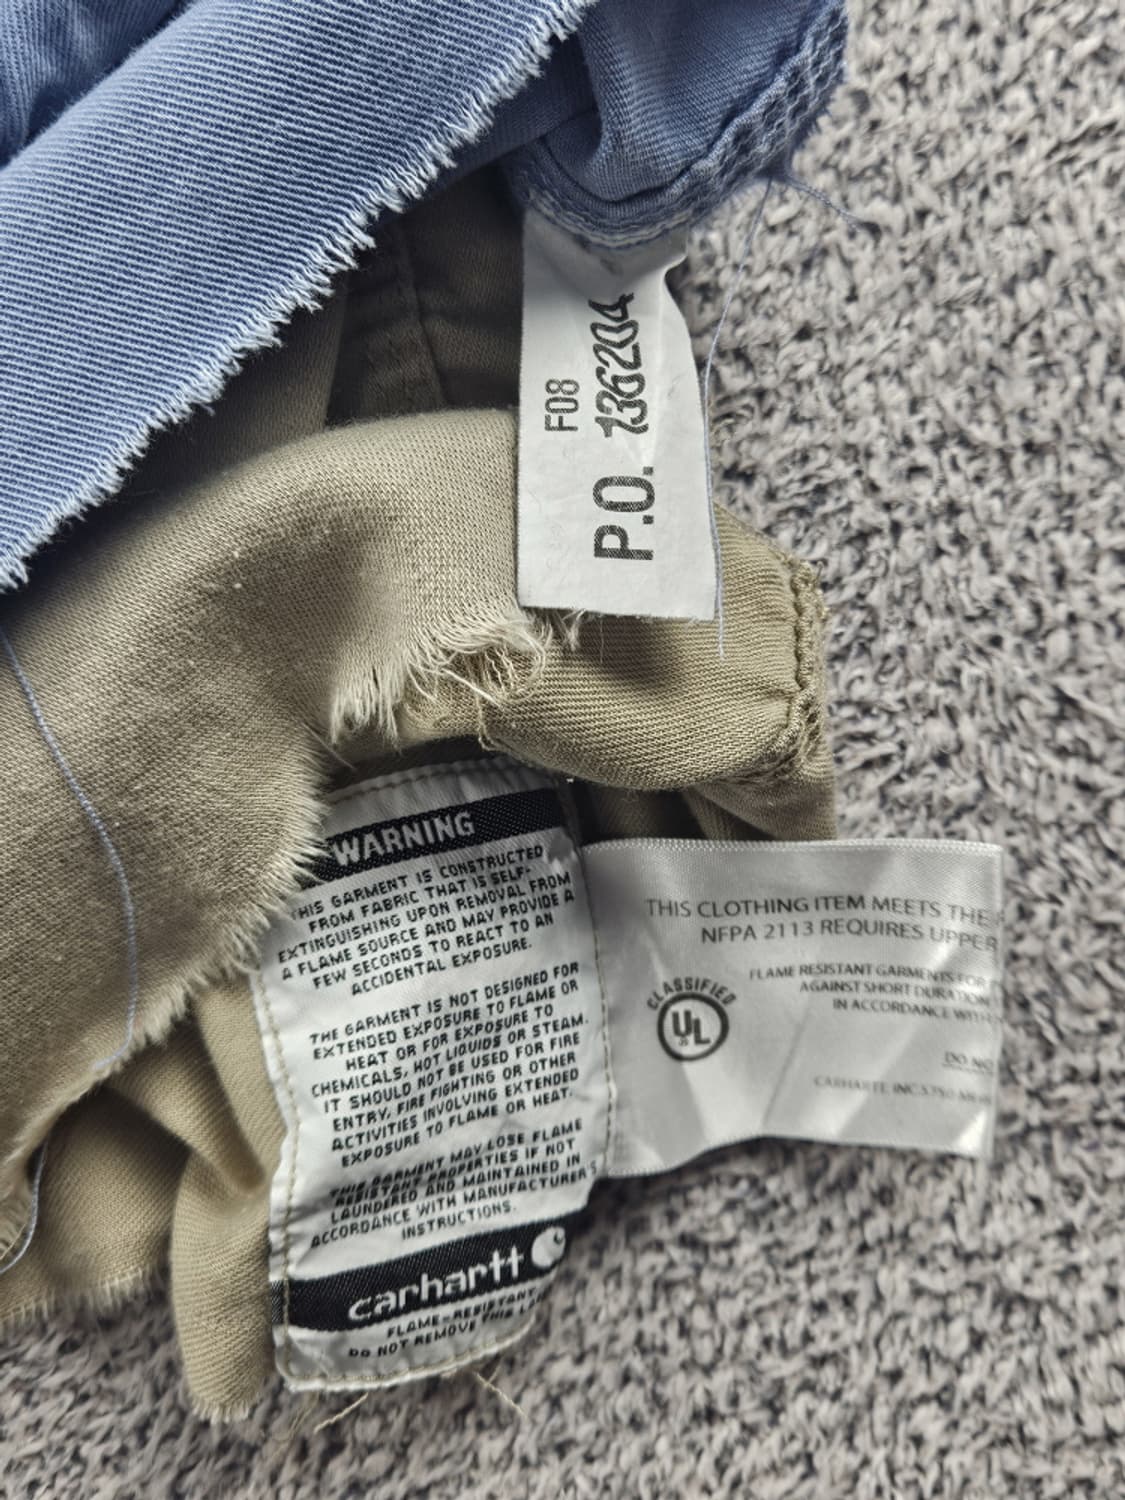 F08
P.O. 136204
WARNING
THIS GARMENT IS CONSTRUCTED
FROM FABRIC THAT IS SELF-
EXTINGUISHING UPON REMOVAL FROM
A FLAME SOURCE AND MAY PROVIDE A
FEW SECONDS TO REACT TO AN
ACCIDENTAL EXPOSURE.
THE GARMENT IS NOT DESIGNED FOR
EXTENDED EXPOSURE TO FLAME OR
HEAT OR FOR EXPOSURE TO
CHEMICALS, HOT LIQUIDS OR STEAM.
IT SHOULD NOT BE USED FOR FIRE
ENTRY, FIRE FIGHTING OR OTHER
ACTIVITIES INVOLVING EXTENDED
EXPOSURE TO FLAME OR HEAT.
THIS GARMENT MAY LOSE FLAME
RESISTANT PROPERTIES IF NOT
LAUNDERED AND MAINTAINED IN
ACCORDANCE WITH MANUFACTURER'S
INSTRUCTIONS.
carhartt
FLAME-RESISTANT
DO NOT REMOVE THIS
THIS CLOTHING ITEM MEETS THE
NFPA 2113 REQUIRES UPPER
CLASSIFIED
UL
FLAME RESISTANT GARMENTS FOR
AGAINST SHORT DURATION
IN ACCORDANCE WITH
DO NO
CARHARTT, INC. 5750